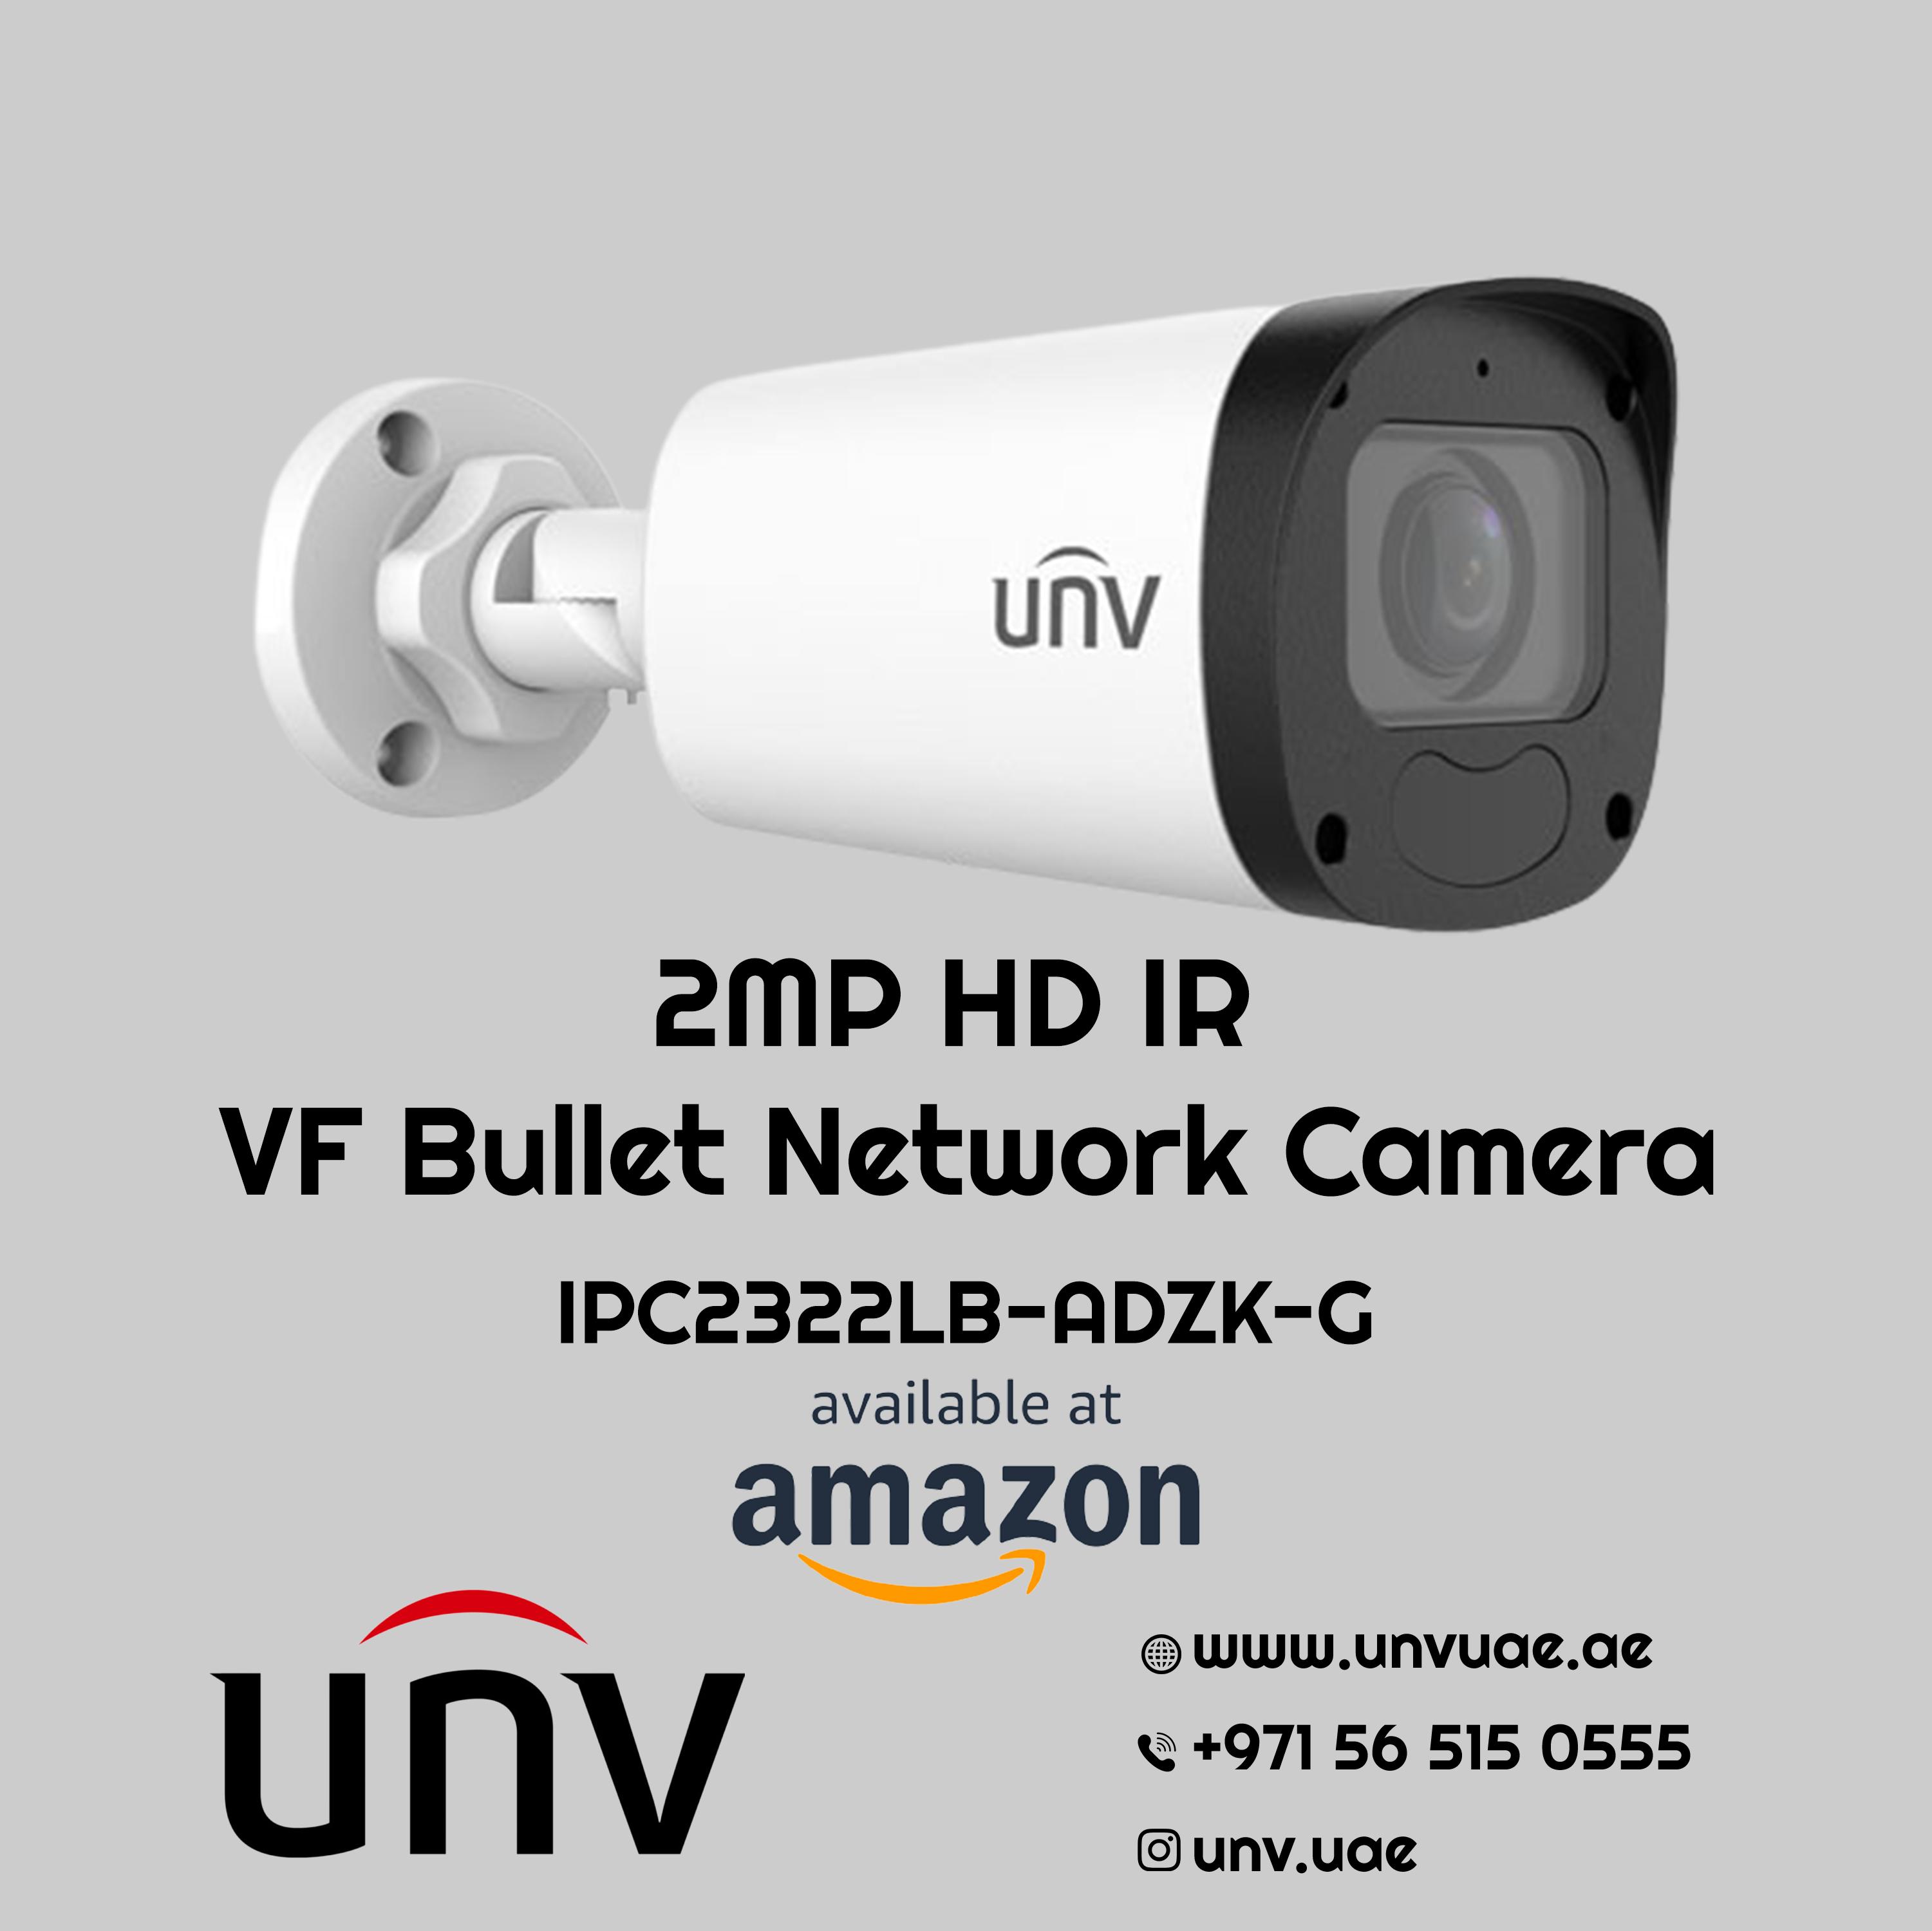 unv
2MP HD IR
VF Bullet Network Camera
IPC2322LB-ADZK-G
available at
amazon
unv
www.unvuae.ae
+971 56 515 0555
unv.uae